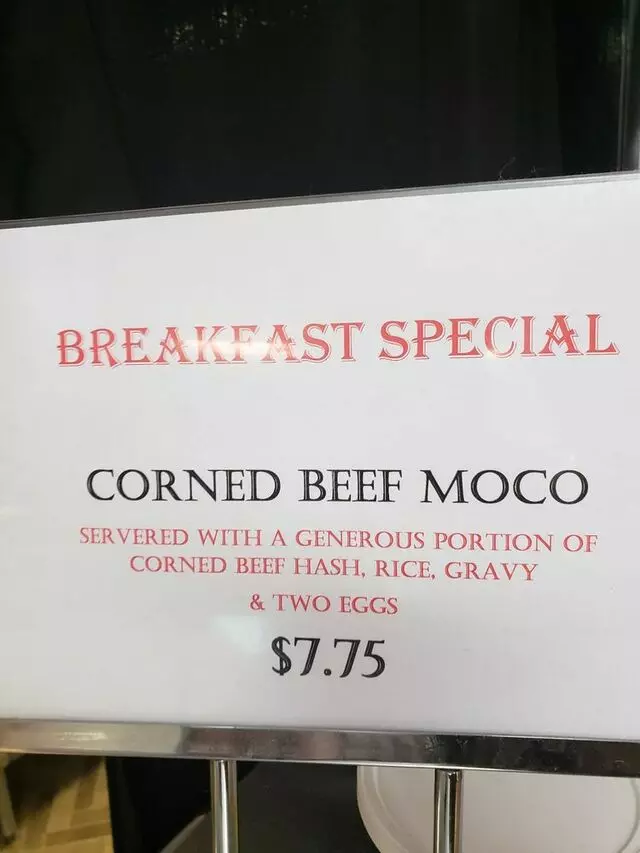 BREAKFAST SPECIAL
CORNED BEEF MOCO
SERVERED WITH A GENEROUS PORTION OF
CORNED BEEF HASH, RICE, GRAVY
& TWO EGGS
$7.75